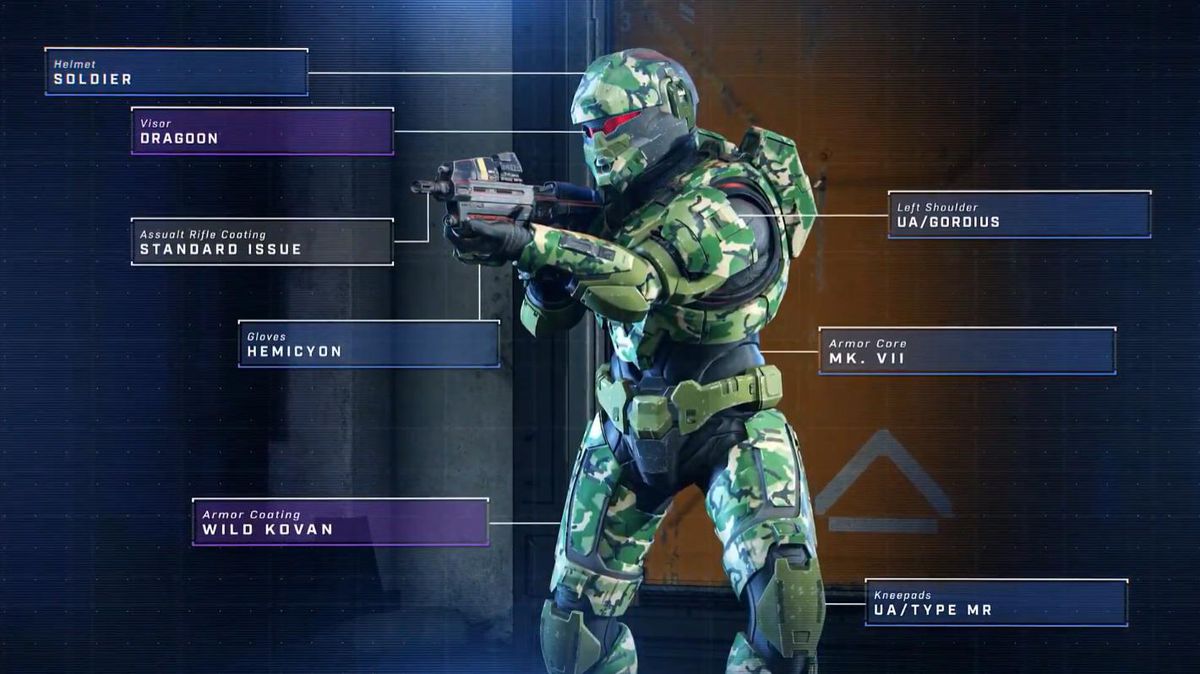 Helmet
SOLDIER
Visor
DRAGOON
Left Shoulder
UA/GORDIUS
Assualt Rifle Coating
STANDARD ISSUE
Gloves
HEMICYON
Armor Core
MK. VII
Armor Coating
WILD KOVAN
Kneepads
UA/TYPE MR